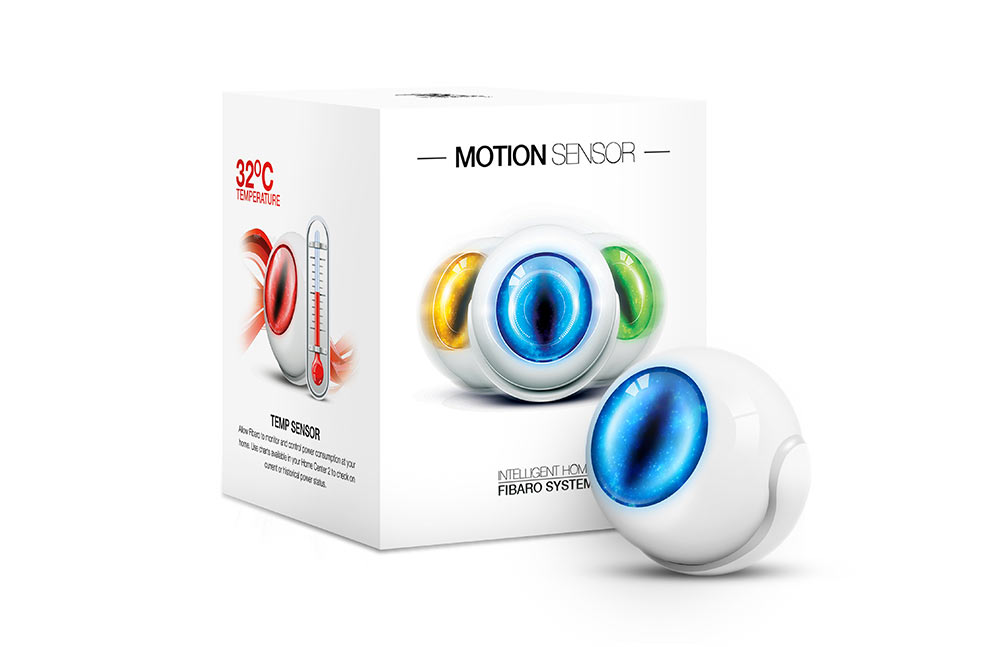 32ºC
TEMPERATURE
TEMP SENSOR
Allow Fibaro to monitor and control power consumption at your
home. Use charts available in your Home Center 2 to check on
current or historical power status.
— MOTION SENSOR —
INTELLIGENT HOM
FIBARO SYSTEM